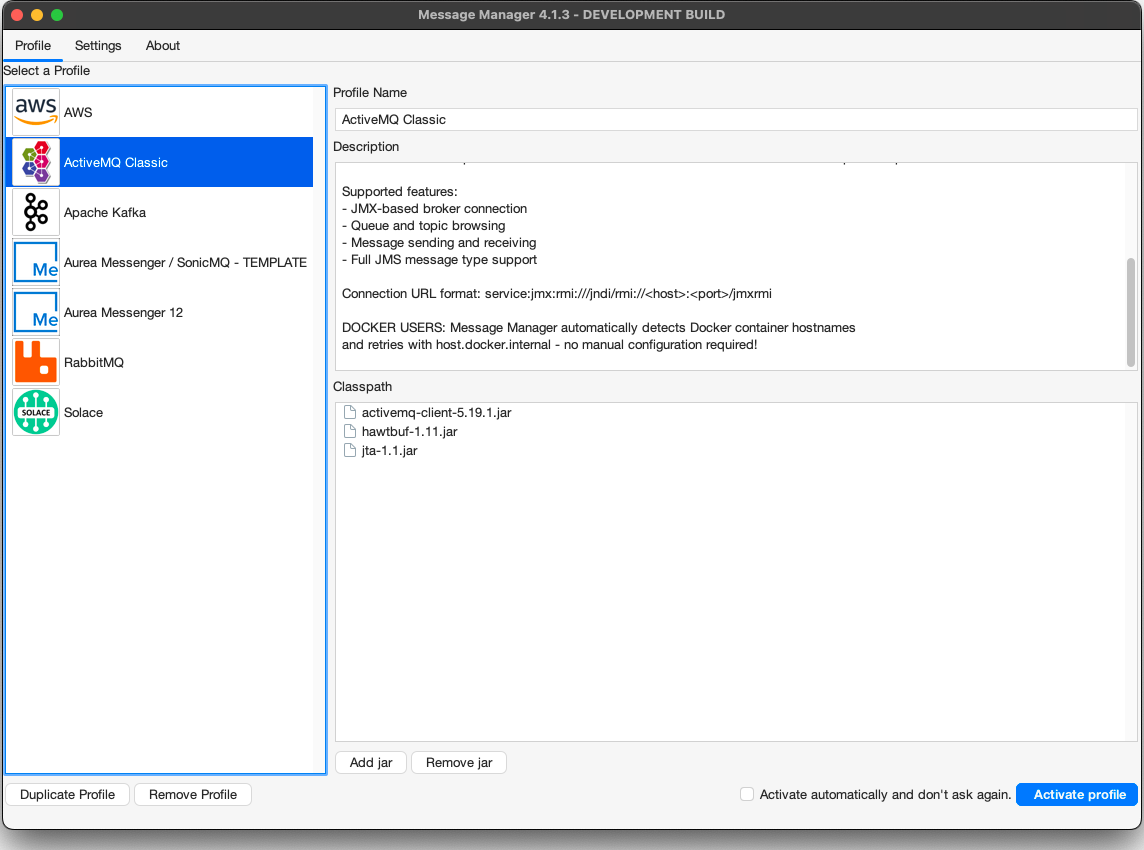 Message Manager 4.1.3 - DEVELOPMENT BUILD
Profile Settings About
Select a Profile
aws AWS
ActiveMQ Classic
Apache Kafka
Me Aurea Messenger / SonicMQ - TEMPLATE
Me Aurea Messenger 12
RabbitMQ
SOLACE Solace
Profile Name
ActiveMQ Classic
Description
Supported features:
- JMX-based broker connection
- Queue and topic browsing
- Message sending and receiving
- Full JMS message type support
Connection URL format: service:jmx:rmi:///jndi/rmi://<host>:<port>/jmxrmi
DOCKER USERS: Message Manager automatically detects Docker container hostnames
and retries with host.docker.internal - no manual configuration required!
Classpath
activemq-client-5.19.1.jar
hawtbuf-1.11.jar
jta-1.1.jar
Add jar Remove jar
Duplicate Profile Remove Profile
Activate automatically and don't ask again. Activate profile